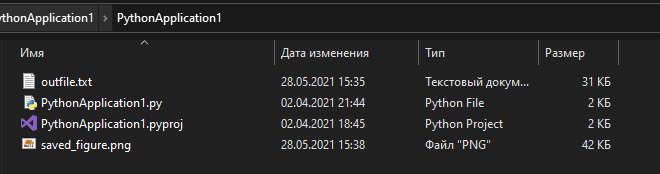 ythonApplication1 > PythonApplication1
Имя Дата изменения Тип Размер
outfile.txt 28.05.2021 15:35 Текстовый докум... 31 КБ
PythonApplication1.py 02.04.2021 21:44 Python File 2 КБ
PythonApplication1.pyproj 02.04.2021 18:45 Python Project 2 КБ
saved_figure.png 28.05.2021 15:38 Файл "PNG" 42 КБ